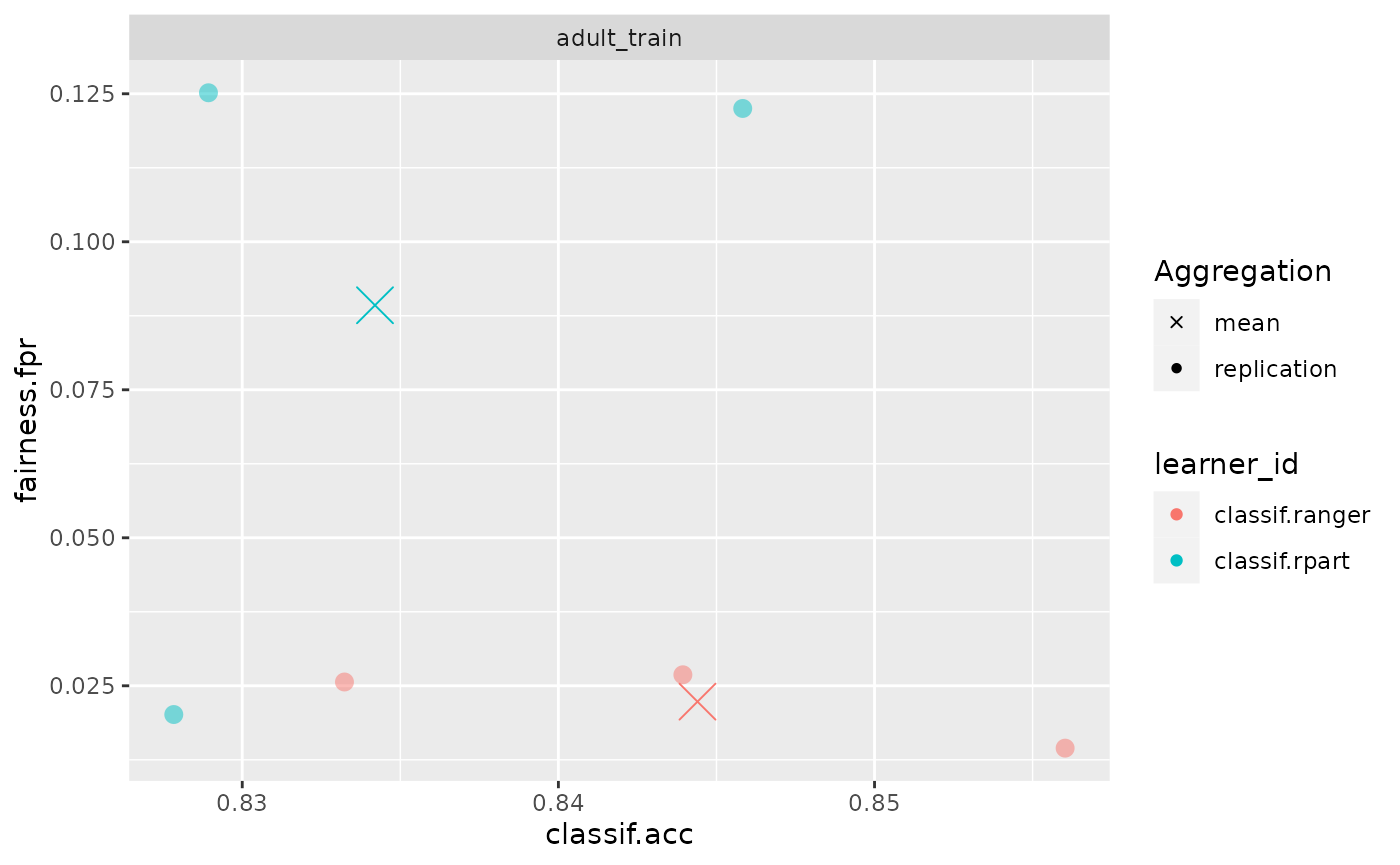 adult_train
0.125
0.100
0.075
0.050
0.025
fairness.fpr
0.83
0.84
0.85
classif.acc
Aggregation
mean
replication
learner_id
classif.ranger
classif.rpart